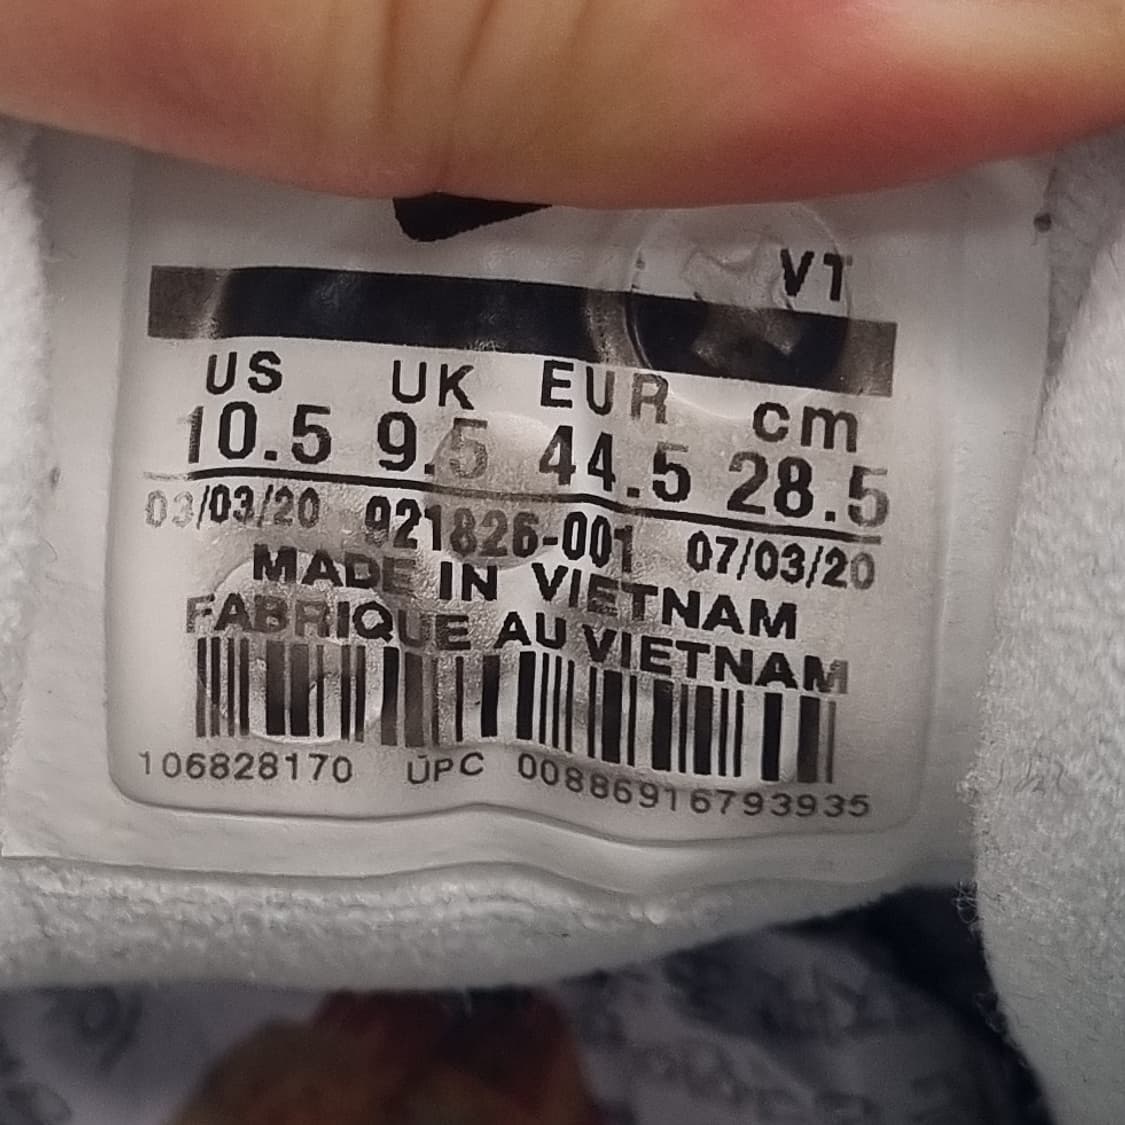 VT
US UK EUR cm
10.5 9.5 44.5 28.5
03/03/20 921826-001 07/03/20
MADE IN VIETNAM
FABRIQUE AU VIETNAM
106828170 UPC 00886916793935